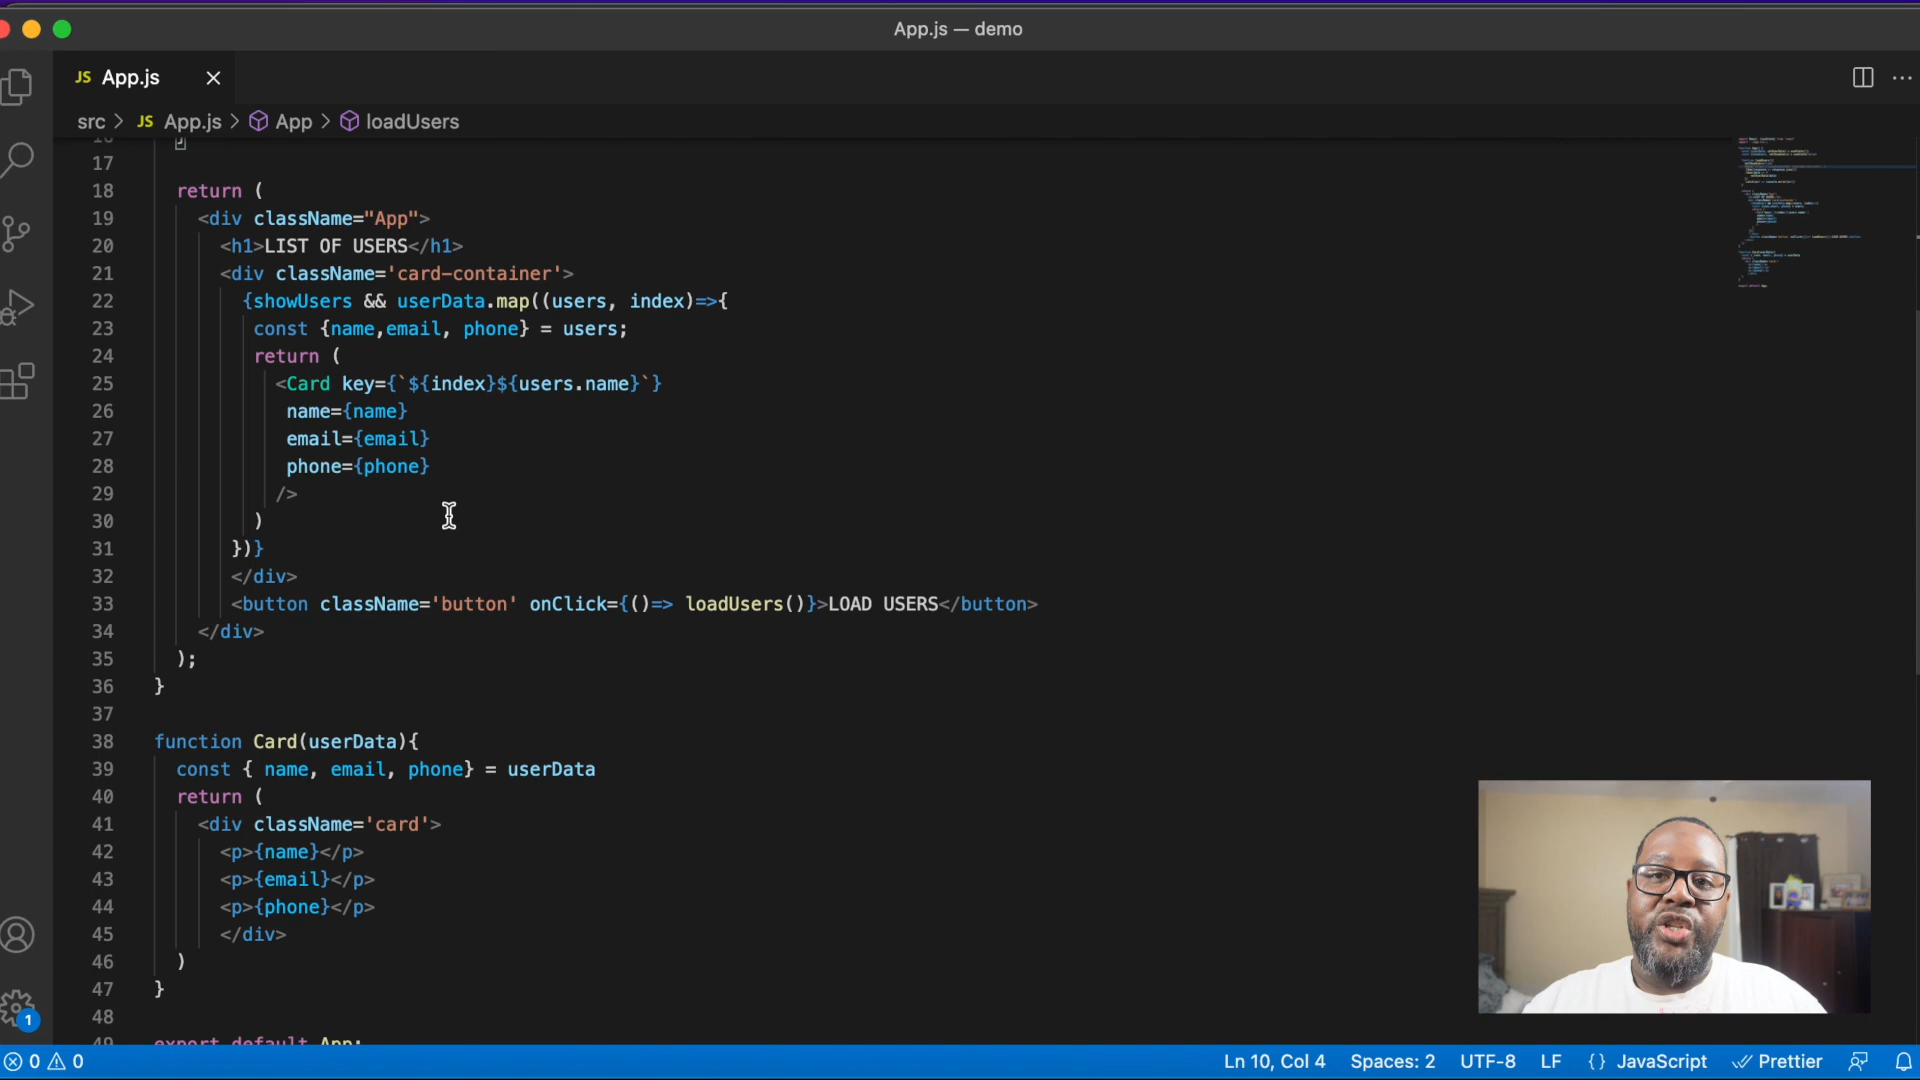 App.js — demo
JS App.js
src > JS App.js > App > loadUsers
16 }
17
18 return (
19 <div className="App">
20 <h1>LIST OF USERS</h1>
21 <div className='card-container'>
22 {showUsers && userData.map((users, index)=>{
23 const {name,email, phone} = users;
24 return (
25 <Card key={`${index}${users.name}`}
26 name={name}
27 email={email}
28 phone={phone}
29 />
30 )
31 })}
32 </div>
33 <button className='button' onClick={()=> loadUsers()}>LOAD USERS</button>
34 </div>
35 );
36 }
37
38 function Card(userData){
39 const { name, email, phone} = userData
40 return (
41 <div className='card'>
42 <p>{name}</p>
43 <p>{email}</p>
44 <p>{phone}</p>
45 </div>
46 )
47 }
48
49 export default App;
1
0 0 Ln 10, Col 4 Spaces: 2 UTF-8 LF {} JavaScript Prettier